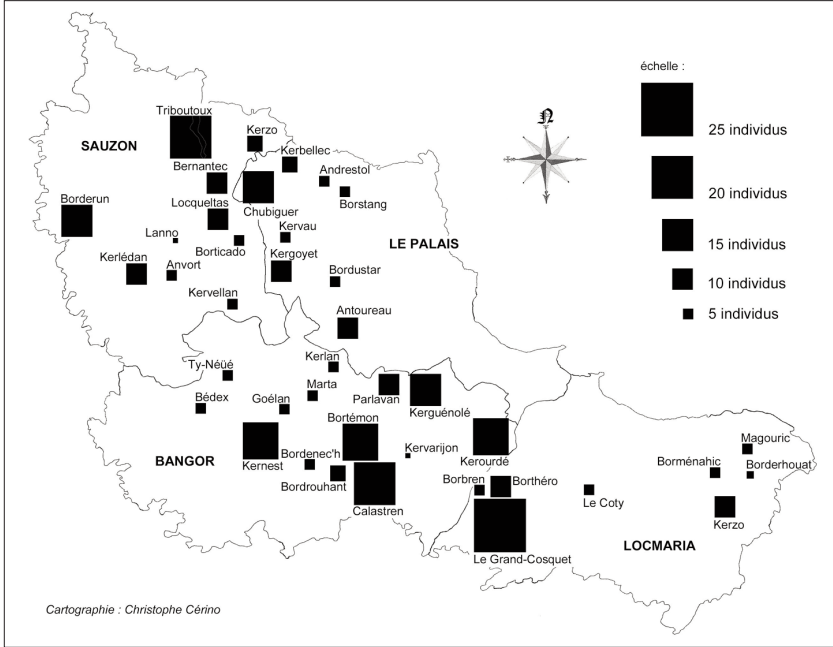 échelle :
25 individus
20 individus
15 individus
10 individus
5 individus
N
SAUZON
Triboutoux
Kerzo
Kerbellec
Bernantec
Andrestol
Borstang
Chubiguer
Borderun
Locqueltas
Lanno
Borticado
Kervau
LE PALAIS
Kerlédan
Anvort
Kergoyet
Bordustar
Kervellan
Antoureau
Ty-Néüé
Kerlan
Bédex
Goélan
Marta
Parlavan
Kerguénolé
Bortémon
BANGOR
Kernest
Bordenec'h
Kervarijon
Kerourdé
Bordrouhant
Calastren
Borbren
Borthéro
Le Coty
Magouric
Borménahic
Borderhouat
Kerzo
Le Grand-Cosquet
LOCMARIA
Cartographie : Christophe Cérino